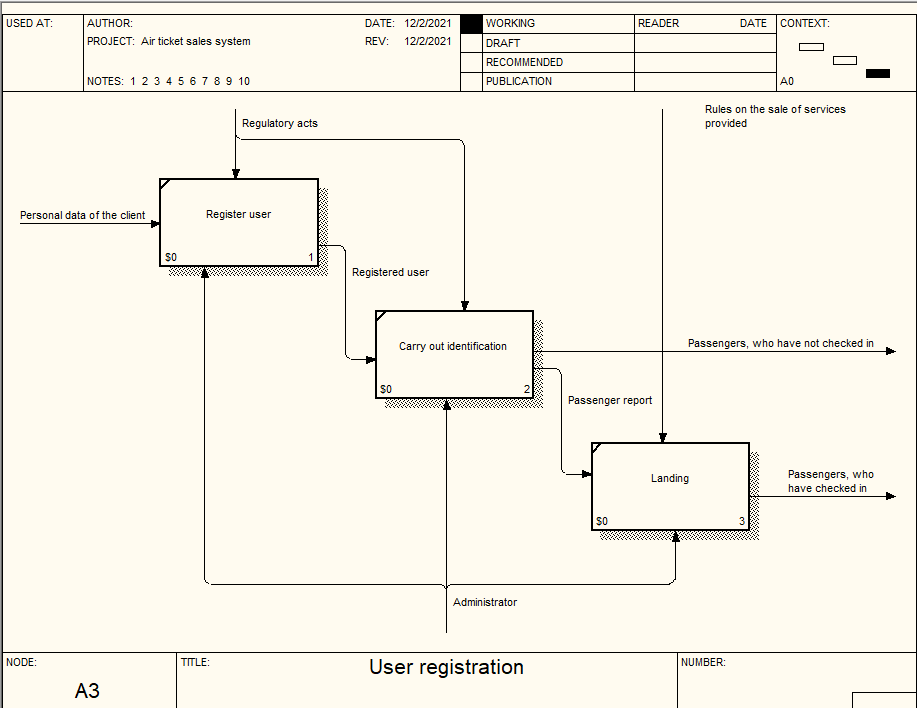 USED AT:
AUTHOR:
DATE: 12/2/2021
PROJECT: Air ticket sales system
REV: 12/2/2021
NOTES: 1 2 3 4 5 6 7 8 9 10
WORKING
DRAFT
RECOMMENDED
PUBLICATION
READER DATE
CONTEXT:
A0
Regulatory acts
Rules on the sale of services
provided
Personal data of the client
Register user
$0 1
Registered user
Carry out identification
$0 2
Passengers, who have not checked in
Passenger report
Landing
$0 3
Passengers, who
have checked in
Administrator
NODE:
A3
TITLE:
User registration
NUMBER: